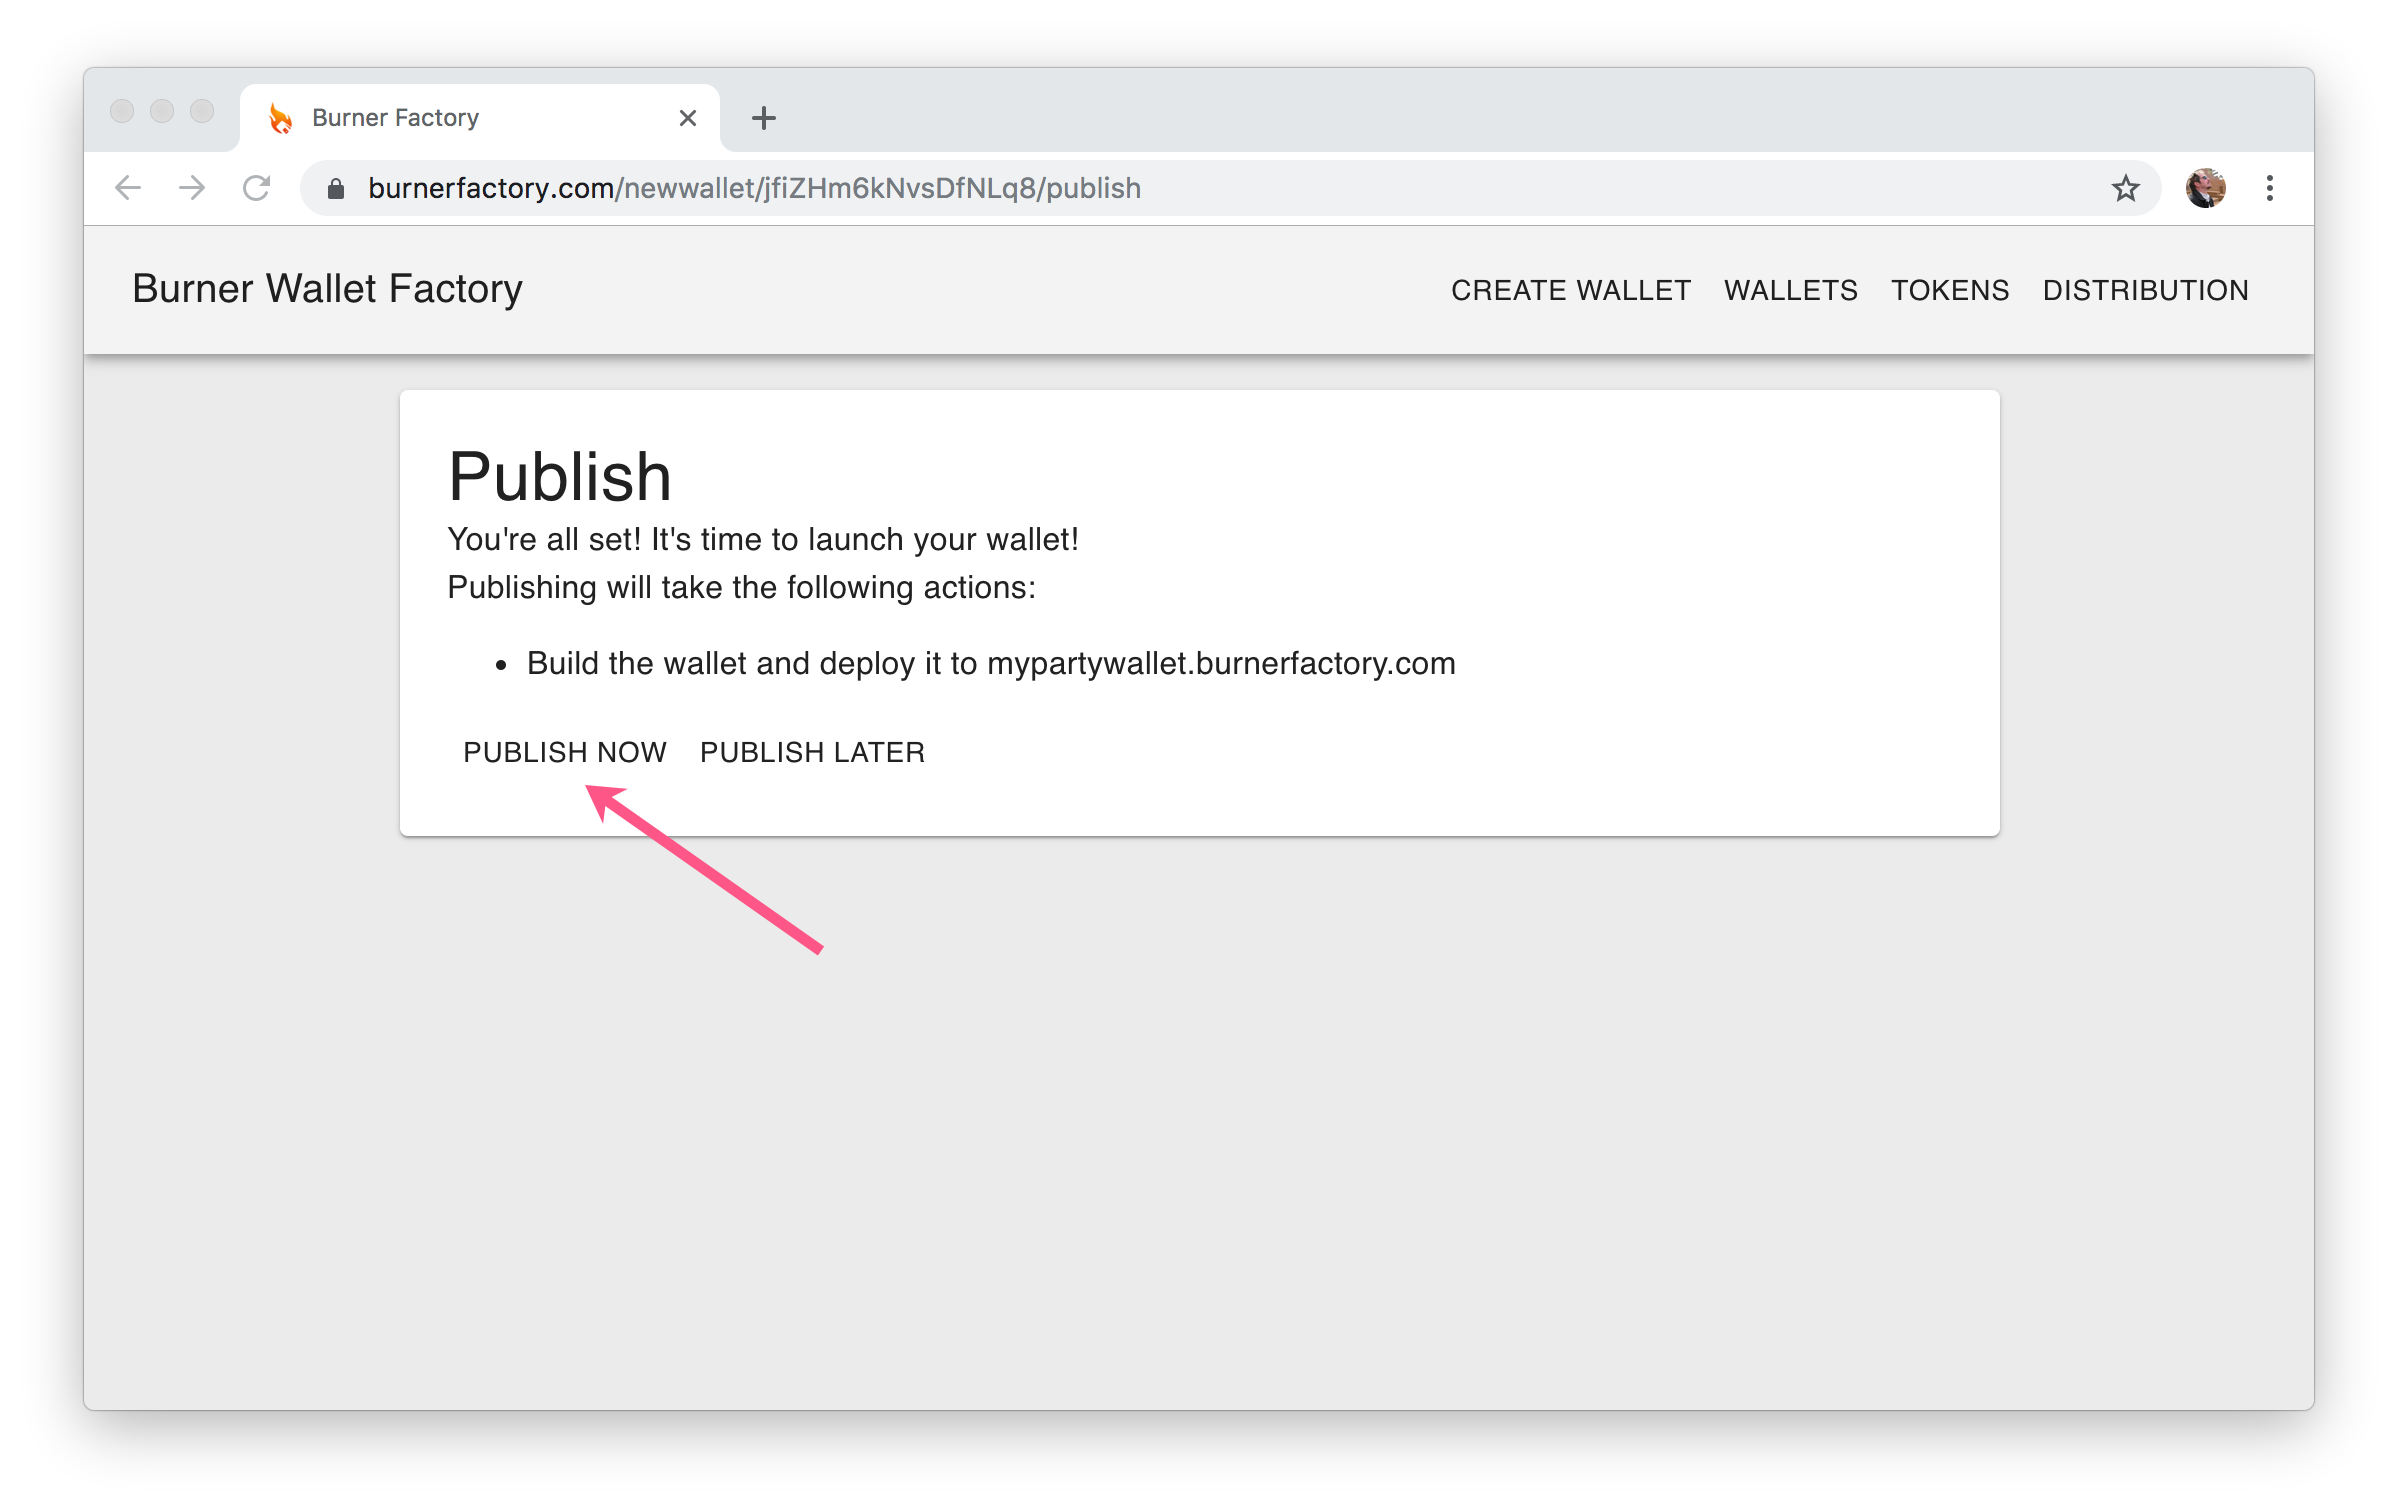 Burner Factory
burnerfactory.com/newwallet/jfiZHm6kNvsDfNLq8/publish
Burner Wallet Factory
CREATE WALLET WALLETS TOKENS DISTRIBUTION
Publish
You're all set! It's time to launch your wallet!
Publishing will take the following actions:
• Build the wallet and deploy it to mypartywallet.burnerfactory.com
PUBLISH NOW PUBLISH LATER